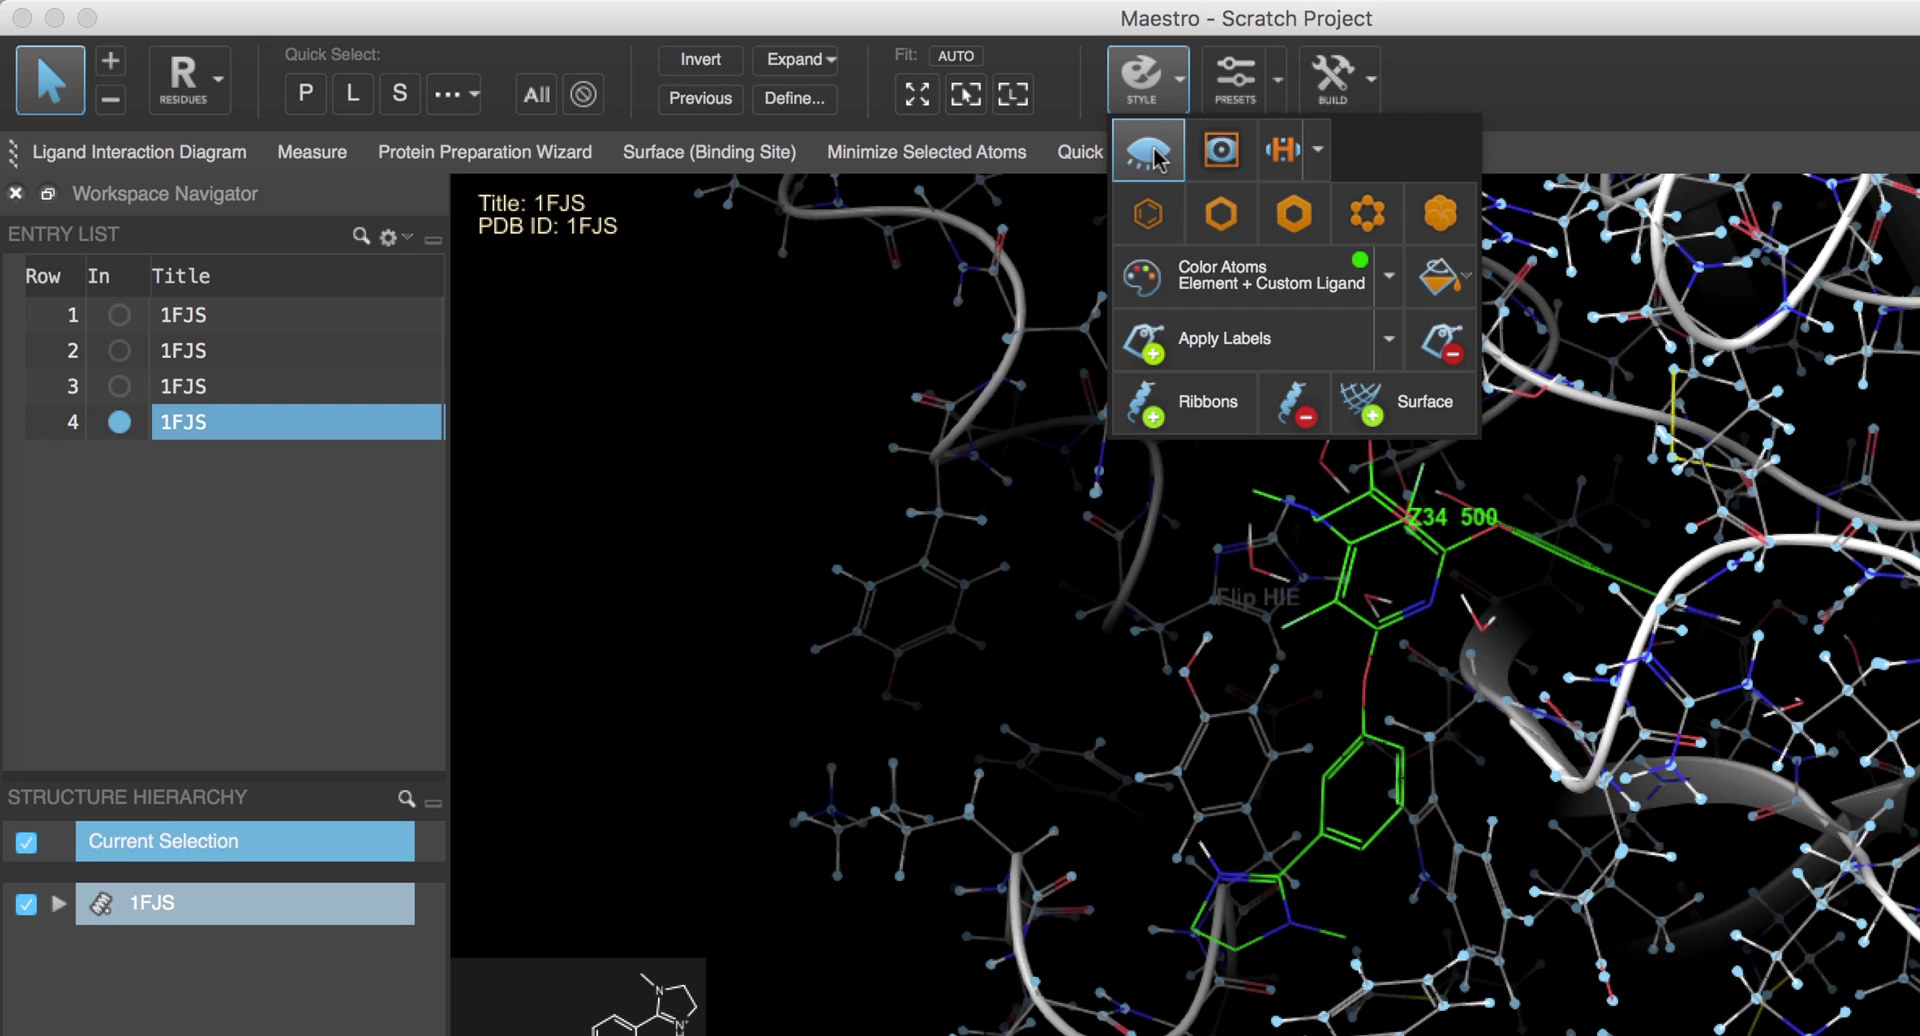 Maestro - Scratch Project
R
RESIDUES
Quick Select:
P L S ... All
Invert Expand
Previous Define...
Fit: AUTO
L
STYLE
PRESETS
BUILD
Ligand Interaction Diagram Measure Protein Preparation Wizard Surface (Binding Site) Minimize Selected Atoms Quick
H
Workspace Navigator
ENTRY LIST
Row In Title
1 1FJS
2 1FJS
3 1FJS
4 1FJS
STRUCTURE HIERARCHY
Current Selection
1FJS
Title: 1FJS
PDB ID: 1FJS
Color Atoms
Element + Custom Ligand
Apply Labels
Ribbons
Surface
Z34 500
Flip HIE
N
N+